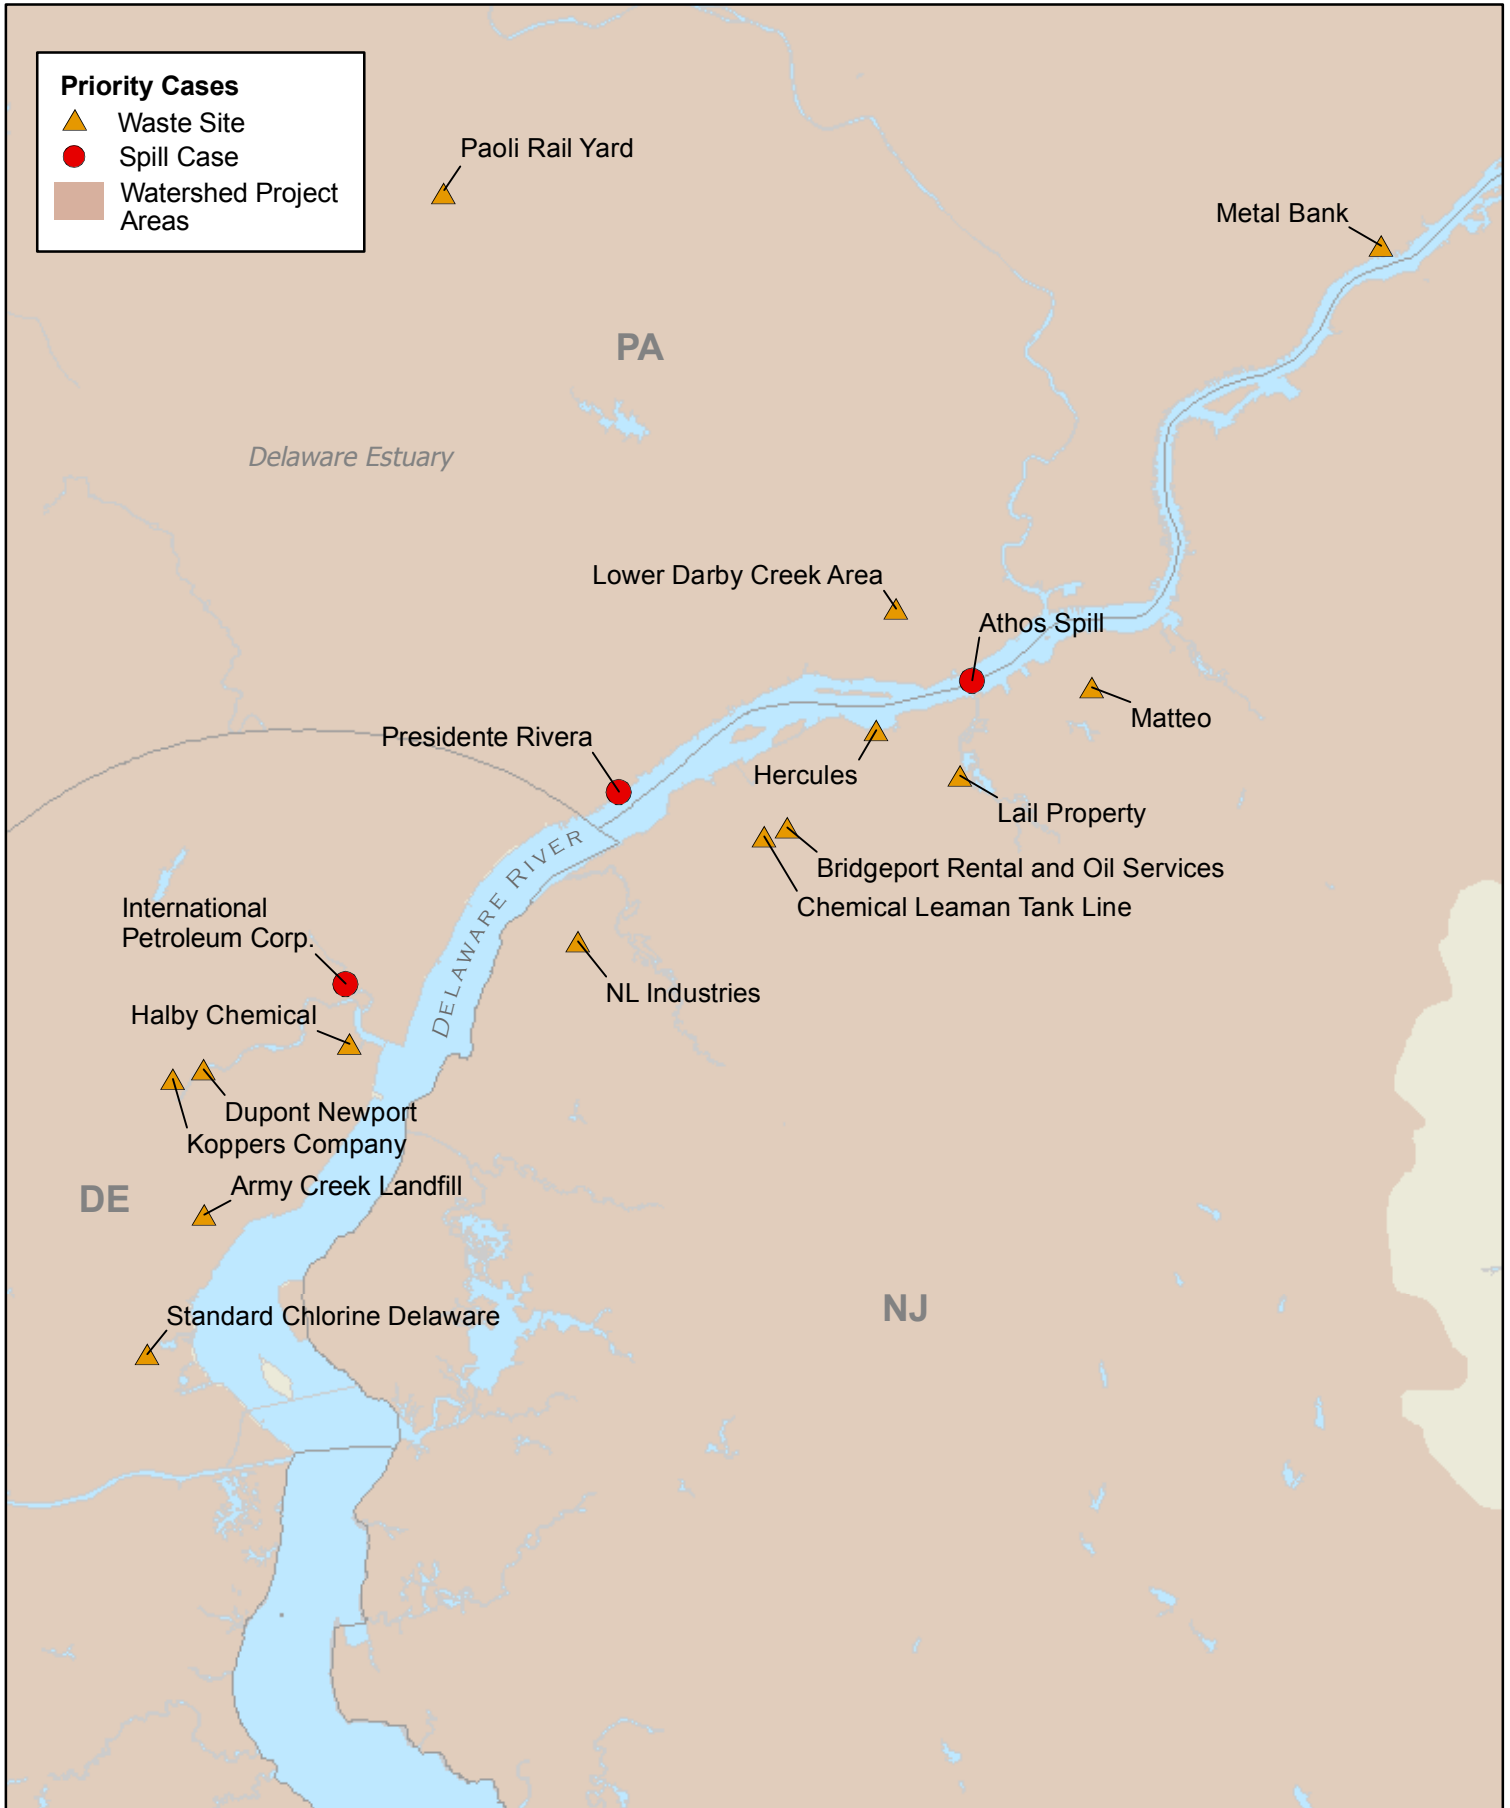 Priority Cases
Waste Site
Spill Case
Watershed Project
Areas
Paoli Rail Yard
Metal Bank
PA
Delaware Estuary
Lower Darby Creek Area
Athos Spill
Matteo
Presidente Rivera
Hercules
Lail Property
DELAWARE RIVER
Bridgeport Rental and Oil Services
Chemical Leaman Tank Line
International
Petroleum Corp.
NL Industries
Halby Chemical
Dupont Newport
Koppers Company
DE
Army Creek Landfill
NJ
Standard Chlorine Delaware